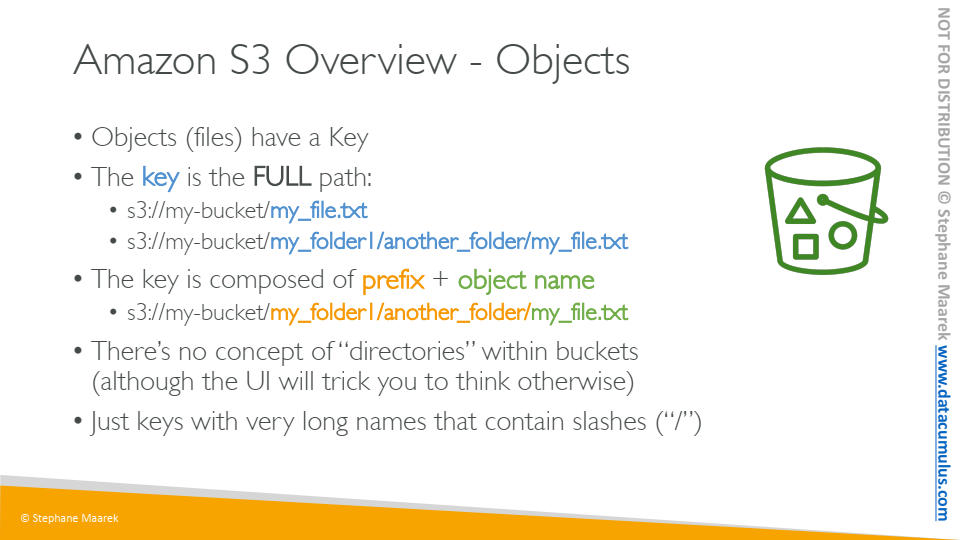 Amazon S3 Overview - Objects
• Objects (files) have a Key
• The key is the FULL path:
• s3://my-bucket/my_file.txt
• s3://my-bucket/my_folder1/another_folder/my_file.txt
• The key is composed of prefix + object name
• s3://my-bucket/my_folder1/another_folder/my_file.txt
• There’s no concept of “directories” within buckets
(although the UI will trick you to think otherwise)
• Just keys with very long names that contain slashes (“/”)
© Stephane Maarek
NOT FOR DISTRIBUTION © Stephane Maarek www.datacumulus.com